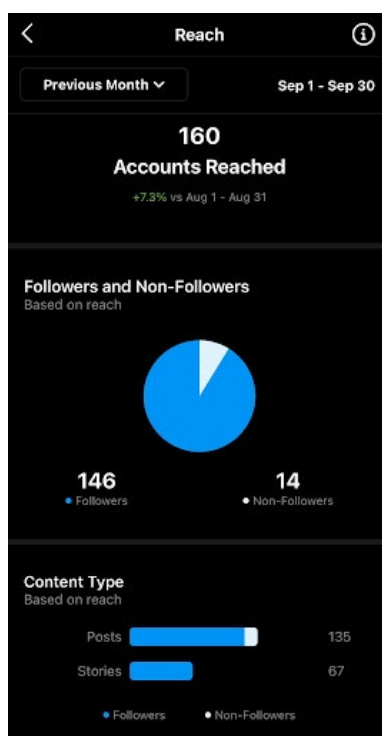 Reach
Previous Month
Sep 1 - Sep 30
160
Accounts Reached
+7.3% vs Aug 1 - Aug 31
Followers and Non-Followers
Based on reach
146
14
Followers
Non-Followers
Content Type
Based on reach
Posts 135
Stories 67
Followers
Non-Followers